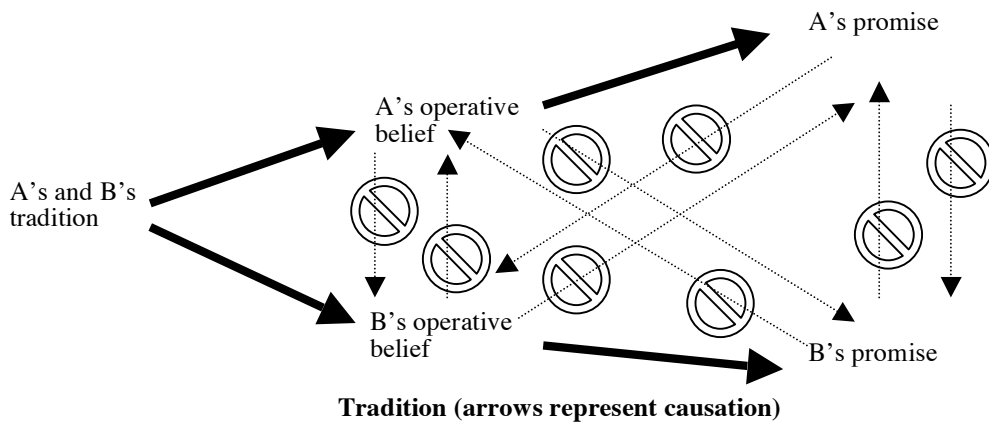 A's promise
A's operative
belief
A's and B's
tradition
B's operative
belief
B's promise
Tradition (arrows represent causation)